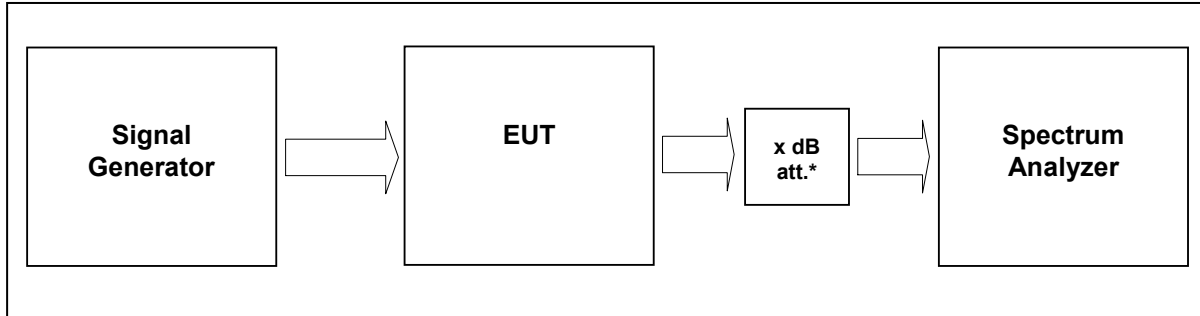 Signal
Generator
EUT
x dB
att.*
Spectrum
Analyzer